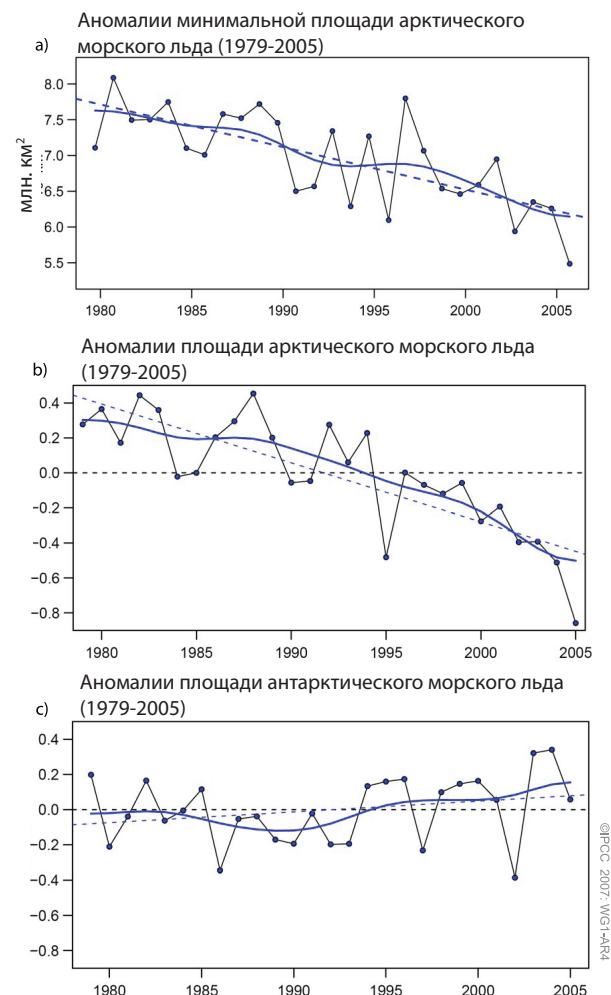 Аномалии минимальной площади арктического
a) морского льда (1979-2005)
8.0
7.5
7.0
6.5
6.0
5.5
млн. км²
1980 1985 1990 1995 2000 2005
Аномалии площади арктического морского льда
b) (1979-2005)
0.4
0.2
0.0
−0.2
−0.4
−0.6
−0.8
1980 1985 1990 1995 2000 2005
Аномалии площади антарктического морского льда
c) (1979-2005)
0.4
0.2
0.0
−0.2
−0.4
−0.6
−0.8
1980 1985 1990 1995 2000 2005
©IPCC 2007: WG1-AR4